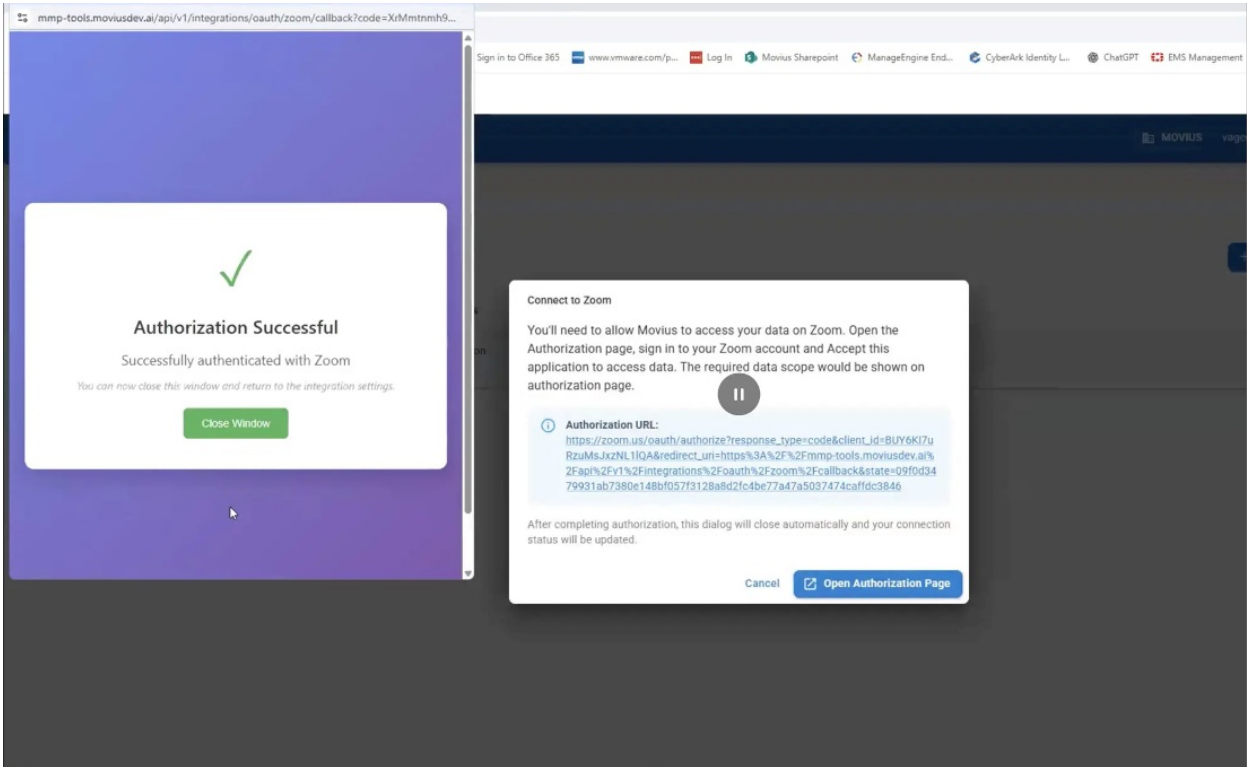 mmp-tools.moviusdev.ai/api/v1/integrations/oauth/zoom/callback?code=XrMmtnmh9...
Sign in to Office 365 www.vmware.com/p... Log In Movius Sharepoint ManageEngine End... CyberArk Identity L... ChatGPT EMS Management
MOVIUS
Authorization Successful
Successfully authenticated with Zoom
You can now close this window and return to the integration settings.
Close Window
Connect to Zoom
You'll need to allow Movius to access your data on Zoom. Open the
Authorization page, sign in to your Zoom account and Accept this
application to access data. The required data scope would be shown on
authorization page.
Authorization URL:
https://zoom.us/oauth/authorize?response_type=code&client_id=BUY6KI7u
RzuMsJxzNL1lQA&redirect_uri=https%3A%2F%2Fmmp-tools.moviusdev.ai%
2Fapi%2Fv1%2Fintegrations%2Foauth%2Fzoom%2Fcallback&state=09f0d34
79931ab7380e148bf057f3128a8d2fc4be77a47a5037474caffdc3846
After completing authorization, this dialog will close automatically and your connection
status will be updated.
Cancel Open Authorization Page